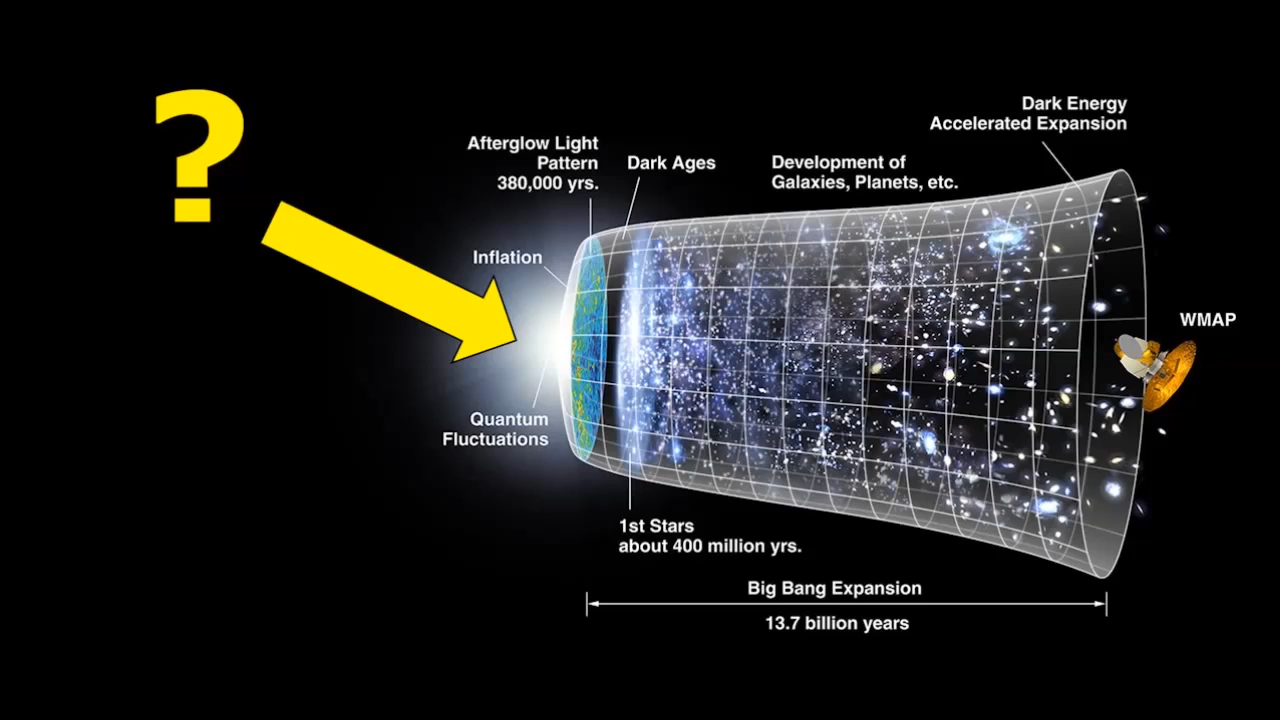 ?
Dark Energy
Accelerated Expansion
Afterglow Light
Pattern
380,000 yrs.
Dark Ages
Development of
Galaxies, Planets, etc.
Inflation
WMAP
Quantum
Fluctuations
1st Stars
about 400 million yrs.
Big Bang Expansion
13.7 billion years